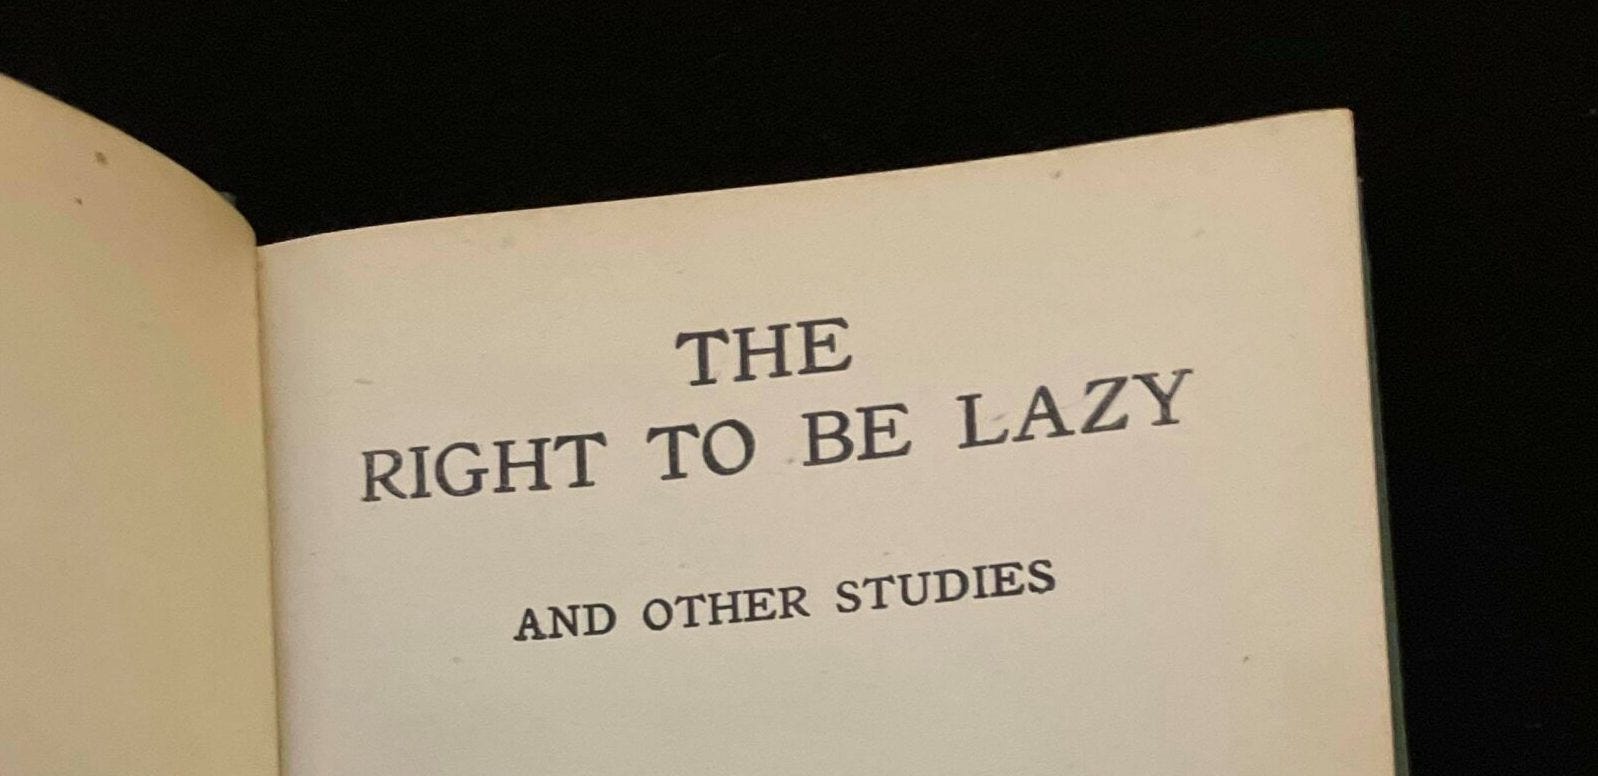 THE
RIGHT TO BE LAZY
AND OTHER STUDIES